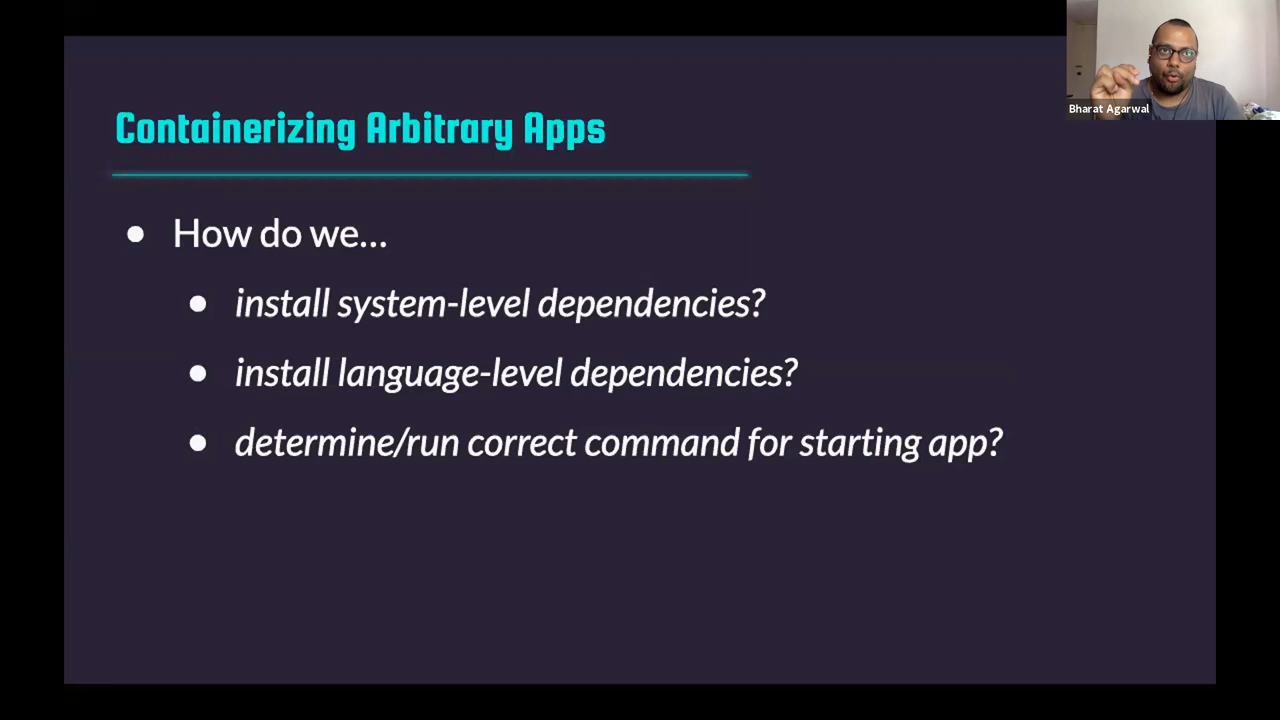 Containerizing Arbitrary Apps
Bharat Agarwal
How do we...
install system-level dependencies?
install language-level dependencies?
determine/run correct command for starting app?